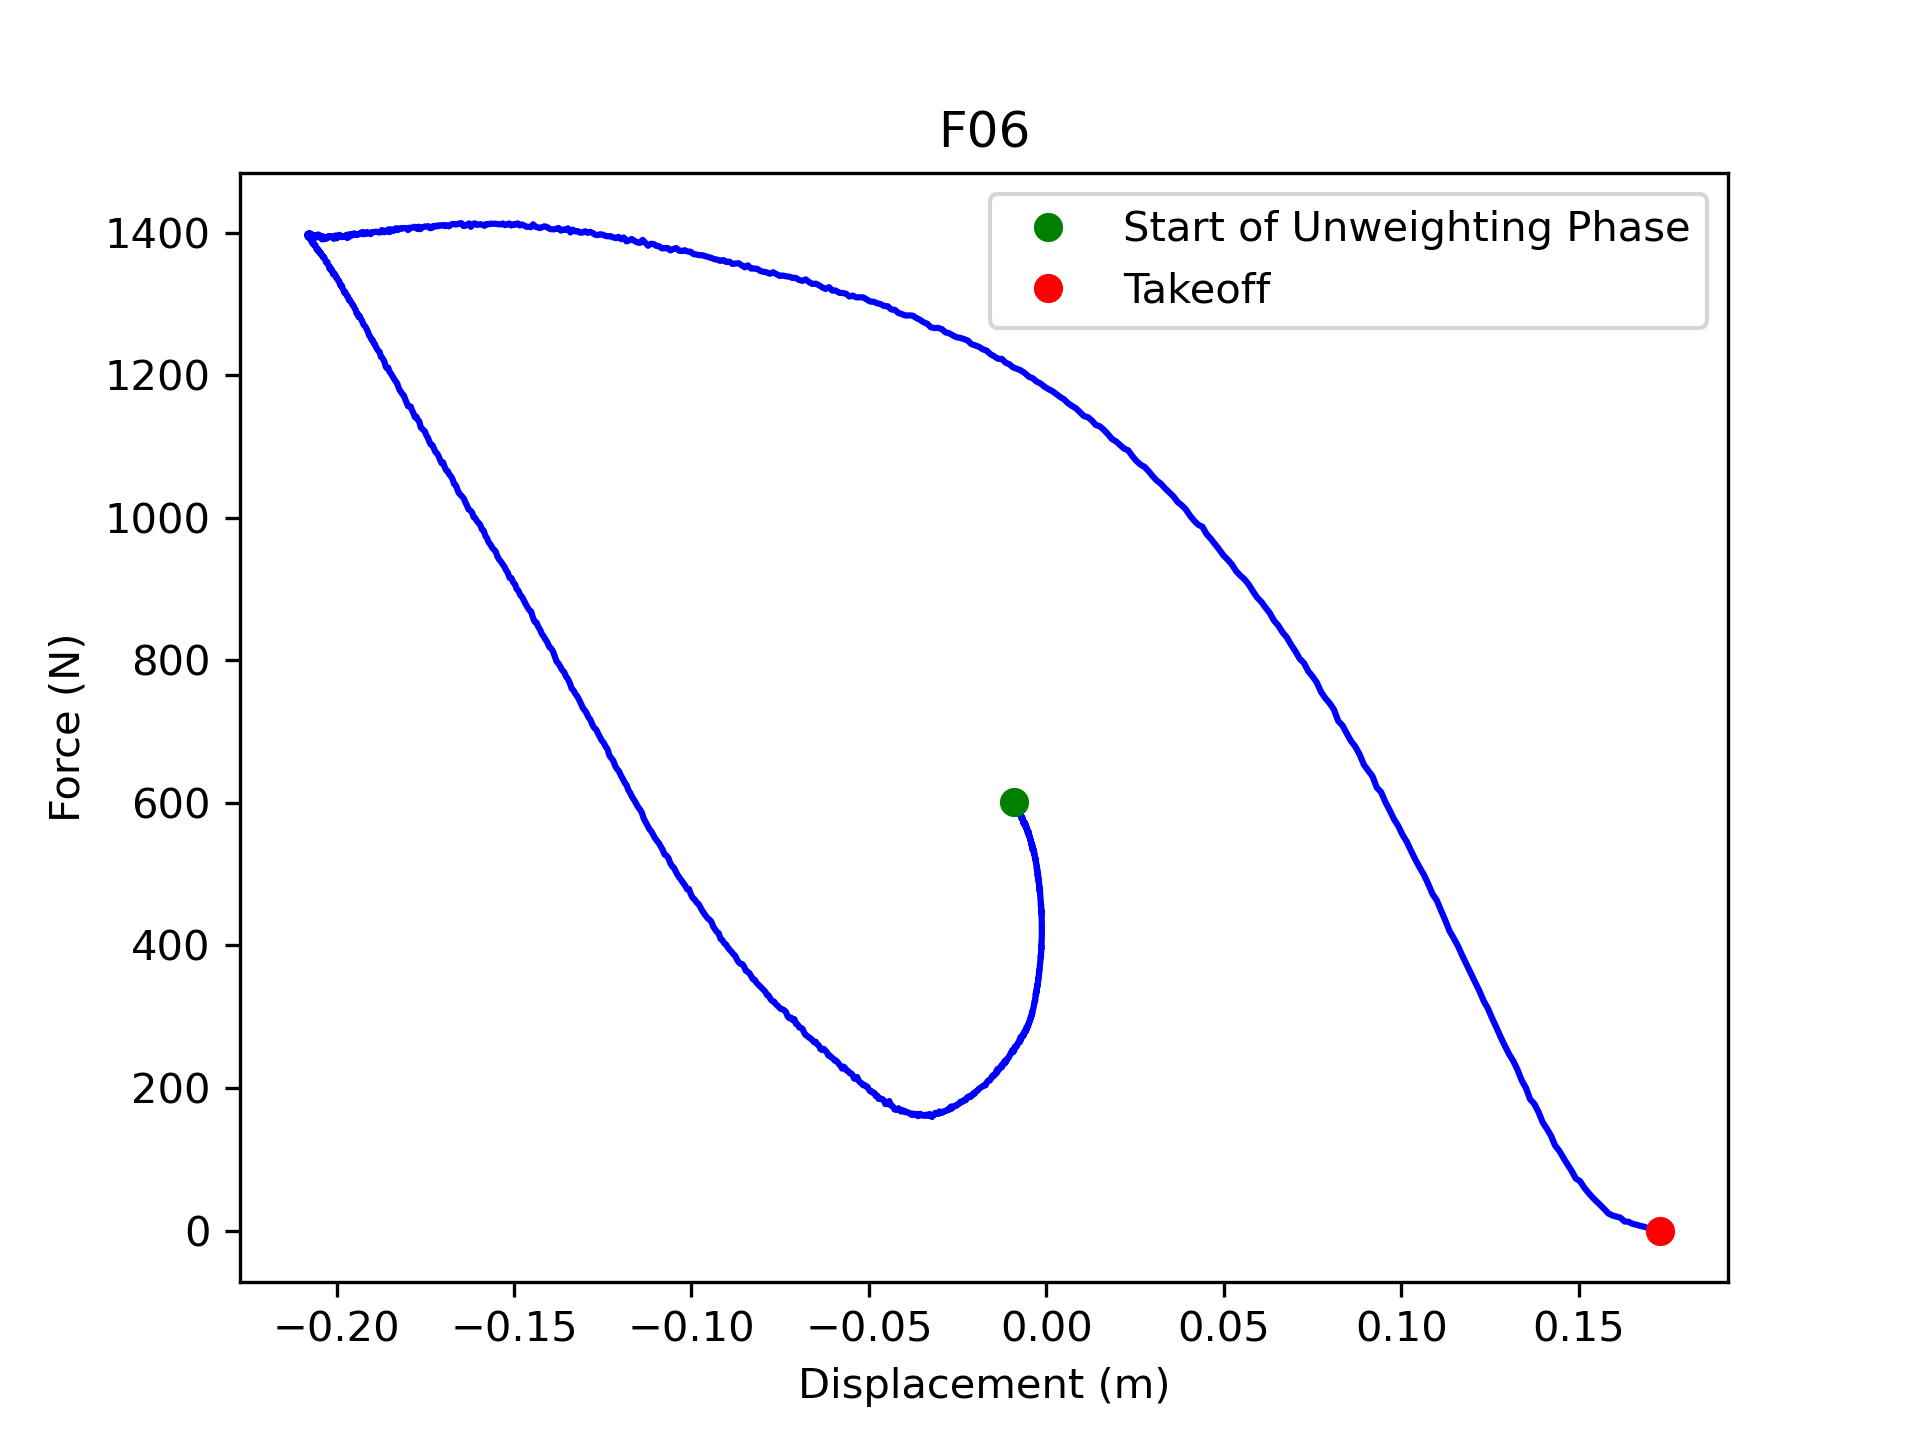 F06
Start of Unweighting Phase
Takeoff
1400
1200
1000
800
600
400
200
0
Force (N)
−0.20 −0.15 −0.10 −0.05 0.00 0.05 0.10 0.15
Displacement (m)